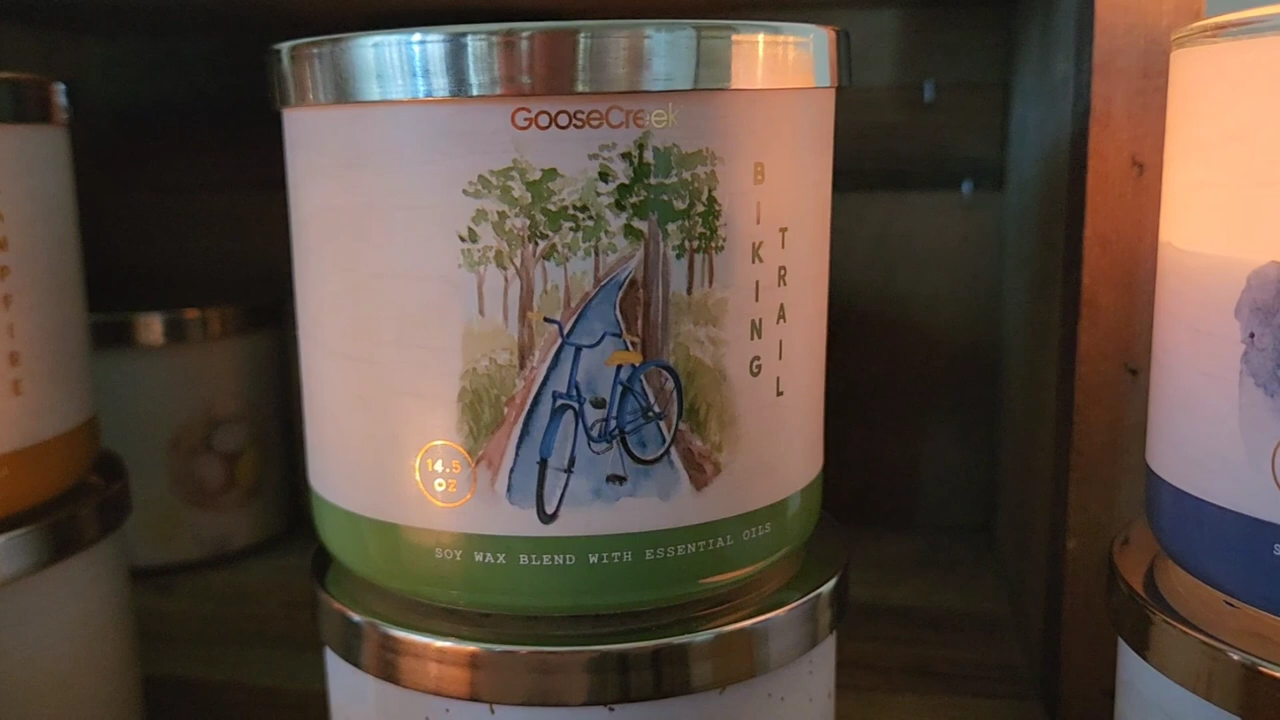 GooseCreek
BIKING
TRAIL
14.5
OZ
SOY WAX BLEND WITH ESSENTIAL OILS